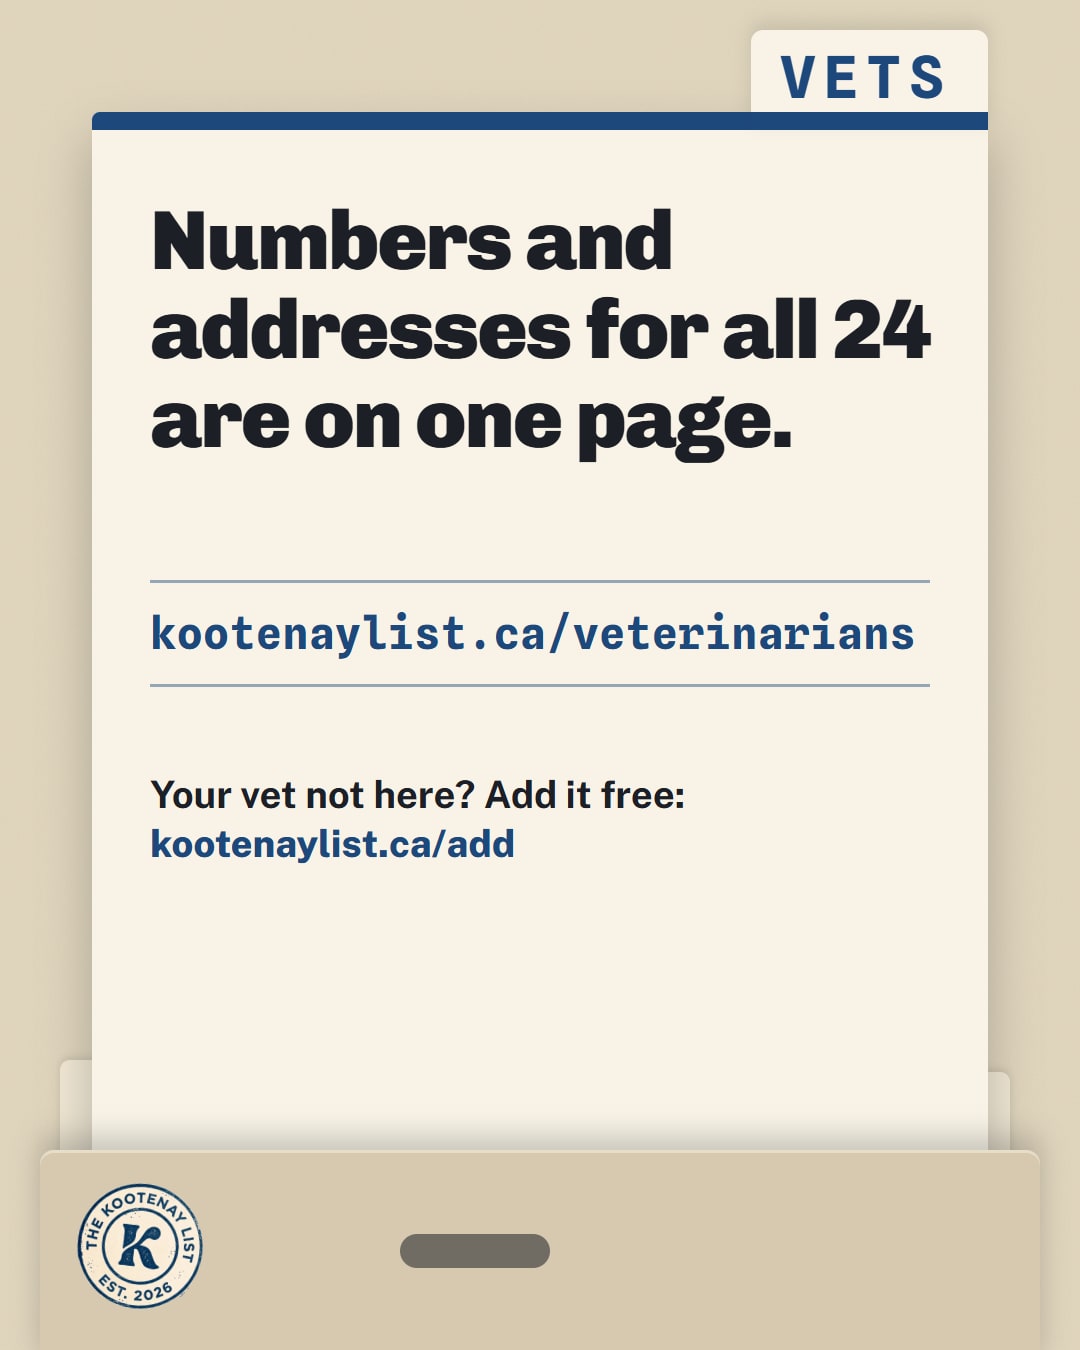 VETS
Numbers and
addresses for all 24
are on one page.
kootenaylist.ca/veterinarians
Your vet not here? Add it free:
kootenaylist.ca/add
THE KOOTENAY LIST
K
EST. 2026